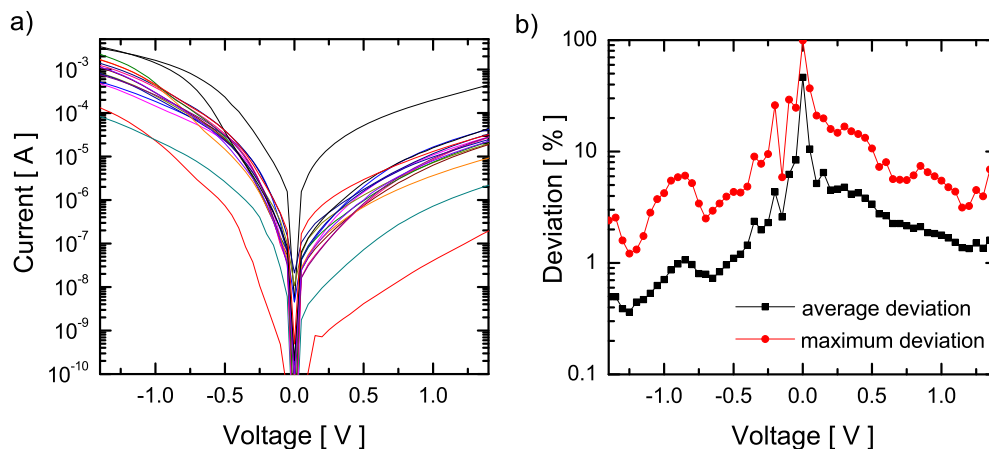 a)
Current [ A ]
10⁻³
10⁻⁴
10⁻⁵
10⁻⁶
10⁻⁷
10⁻⁸
10⁻⁹
10⁻¹⁰
-1.0 -0.5 0.0 0.5 1.0
Voltage [ V ]
b)
Deviation [ % ]
100
10
1
0.1
average deviation
maximum deviation
-1.0 -0.5 0.0 0.5 1.0
Voltage [ V ]